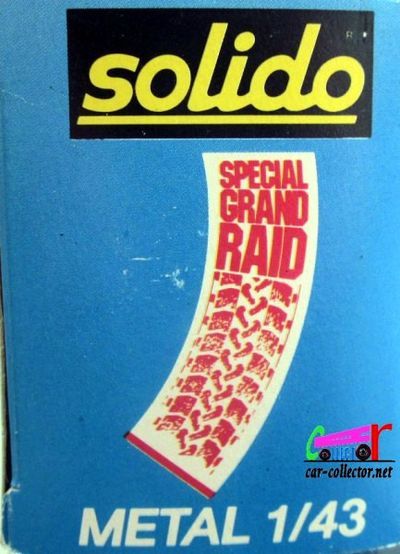 solido
R
SPECIAL
GRAND
RAID
METAL 1/43
car-collector.net